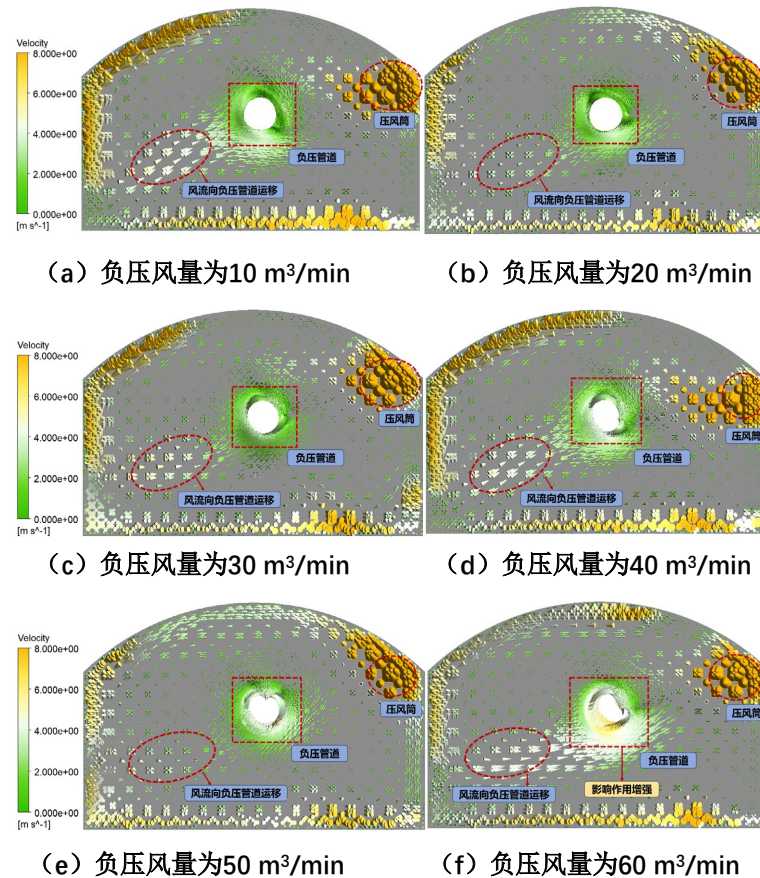 Velocity
8.000e+00
6.000e+00
4.000e+00
2.000e+00
0.000e+00
[m s^-1]
压风筒
负压管道
风流向负压管道运移
压风筒
负压管道
风流向负压管道运移
（a）负压风量为10 m³/min
（b）负压风量为20 m³/min
Velocity
8.000e+00
6.000e+00
4.000e+00
2.000e+00
0.000e+00
[m s^-1]
压风筒
负压管道
风流向负压管道运移
压风筒
负压管道
风流向负压管道运移
（c）负压风量为30 m³/min
（d）负压风量为40 m³/min
Velocity
8.000e+00
6.000e+00
4.000e+00
2.000e+00
0.000e+00
[m s^-1]
压风筒
负压管道
风流向负压管道运移
压风筒
负压管道
风流向负压管道运移
影响作用增强
（e）负压风量为50 m³/min
（f）负压风量为60 m³/min